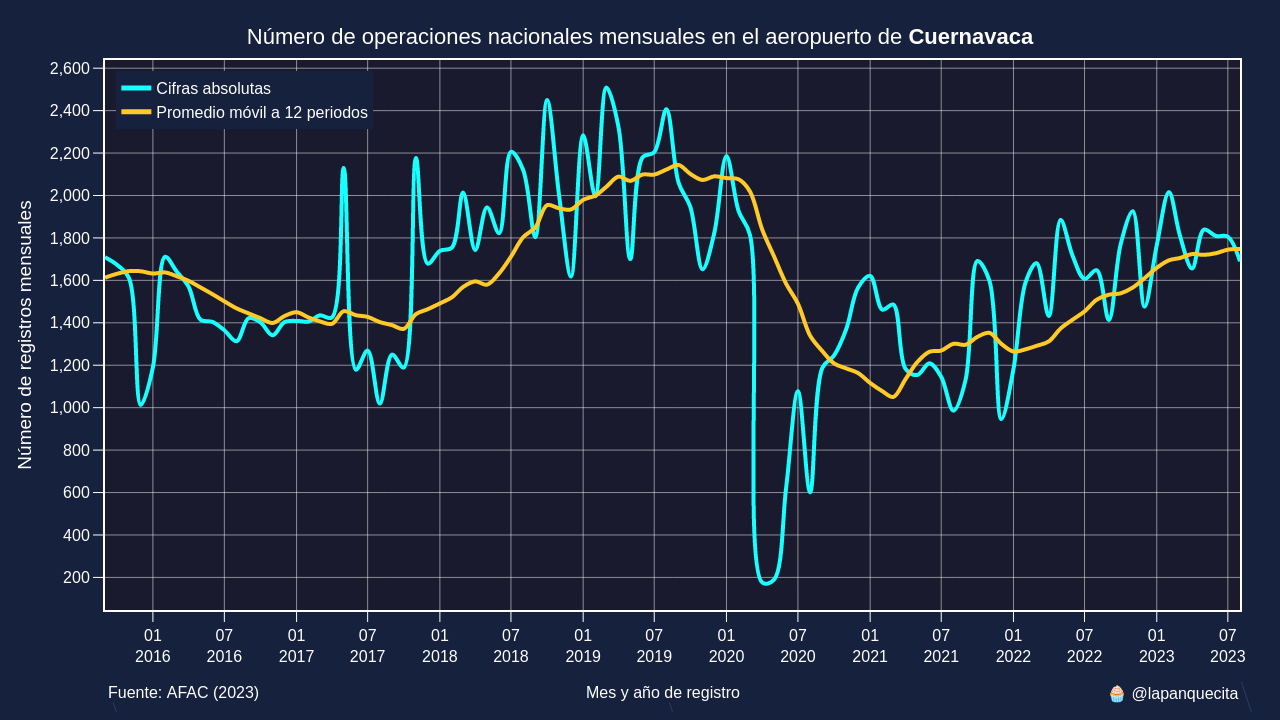 Número de operaciones nacionales mensuales en el aeropuerto de Cuernavaca
Cifras absolutas
Promedio móvil a 12 periodos
Número de registros mensuales
2,600
2,400
2,200
2,000
1,800
1,600
1,400
1,200
1,000
800
600
400
200
01 07 01 07 01 07 01 07 01 07 01 07 01 07 01 07
2016 2016 2017 2017 2018 2018 2019 2019 2020 2020 2021 2021 2022 2022 2023 2023
Fuente: AFAC (2023) Mes y año de registro 🧁 @lapanquecita